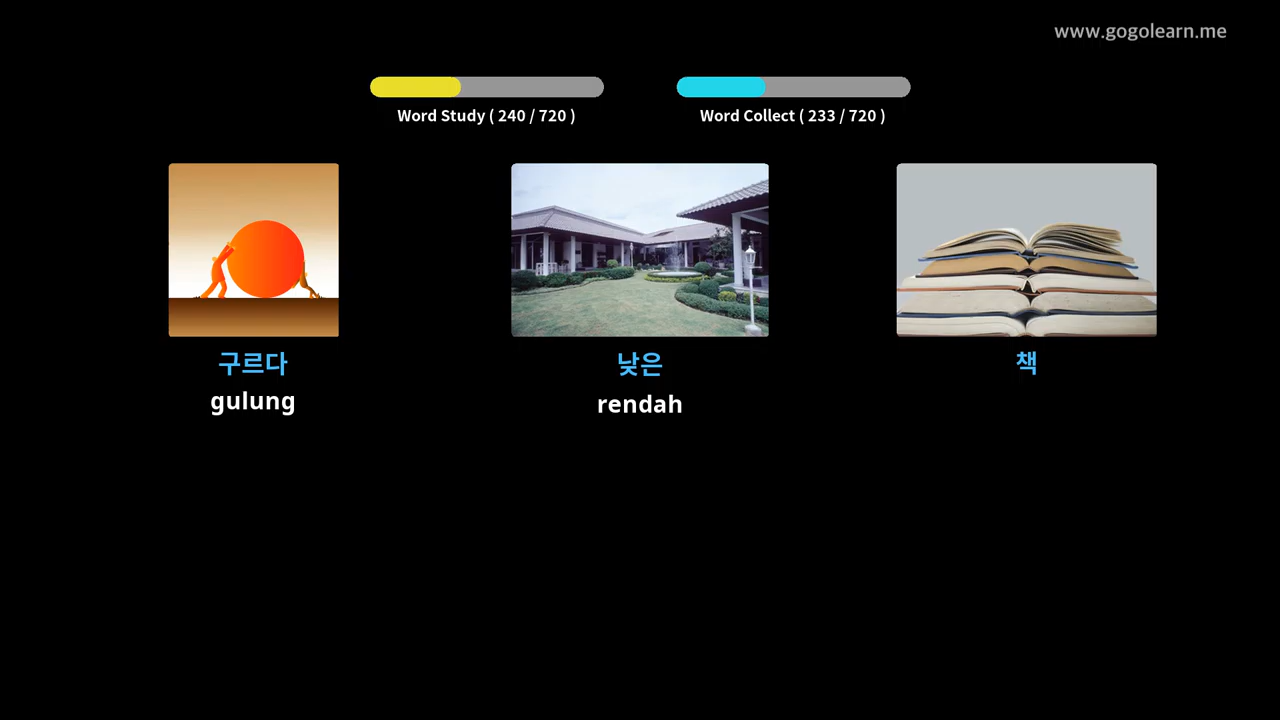 www.gogolearn.me
Word Study ( 240 / 720 )
Word Collect ( 233 / 720 )
구르다
낮은
책
gulung
rendah